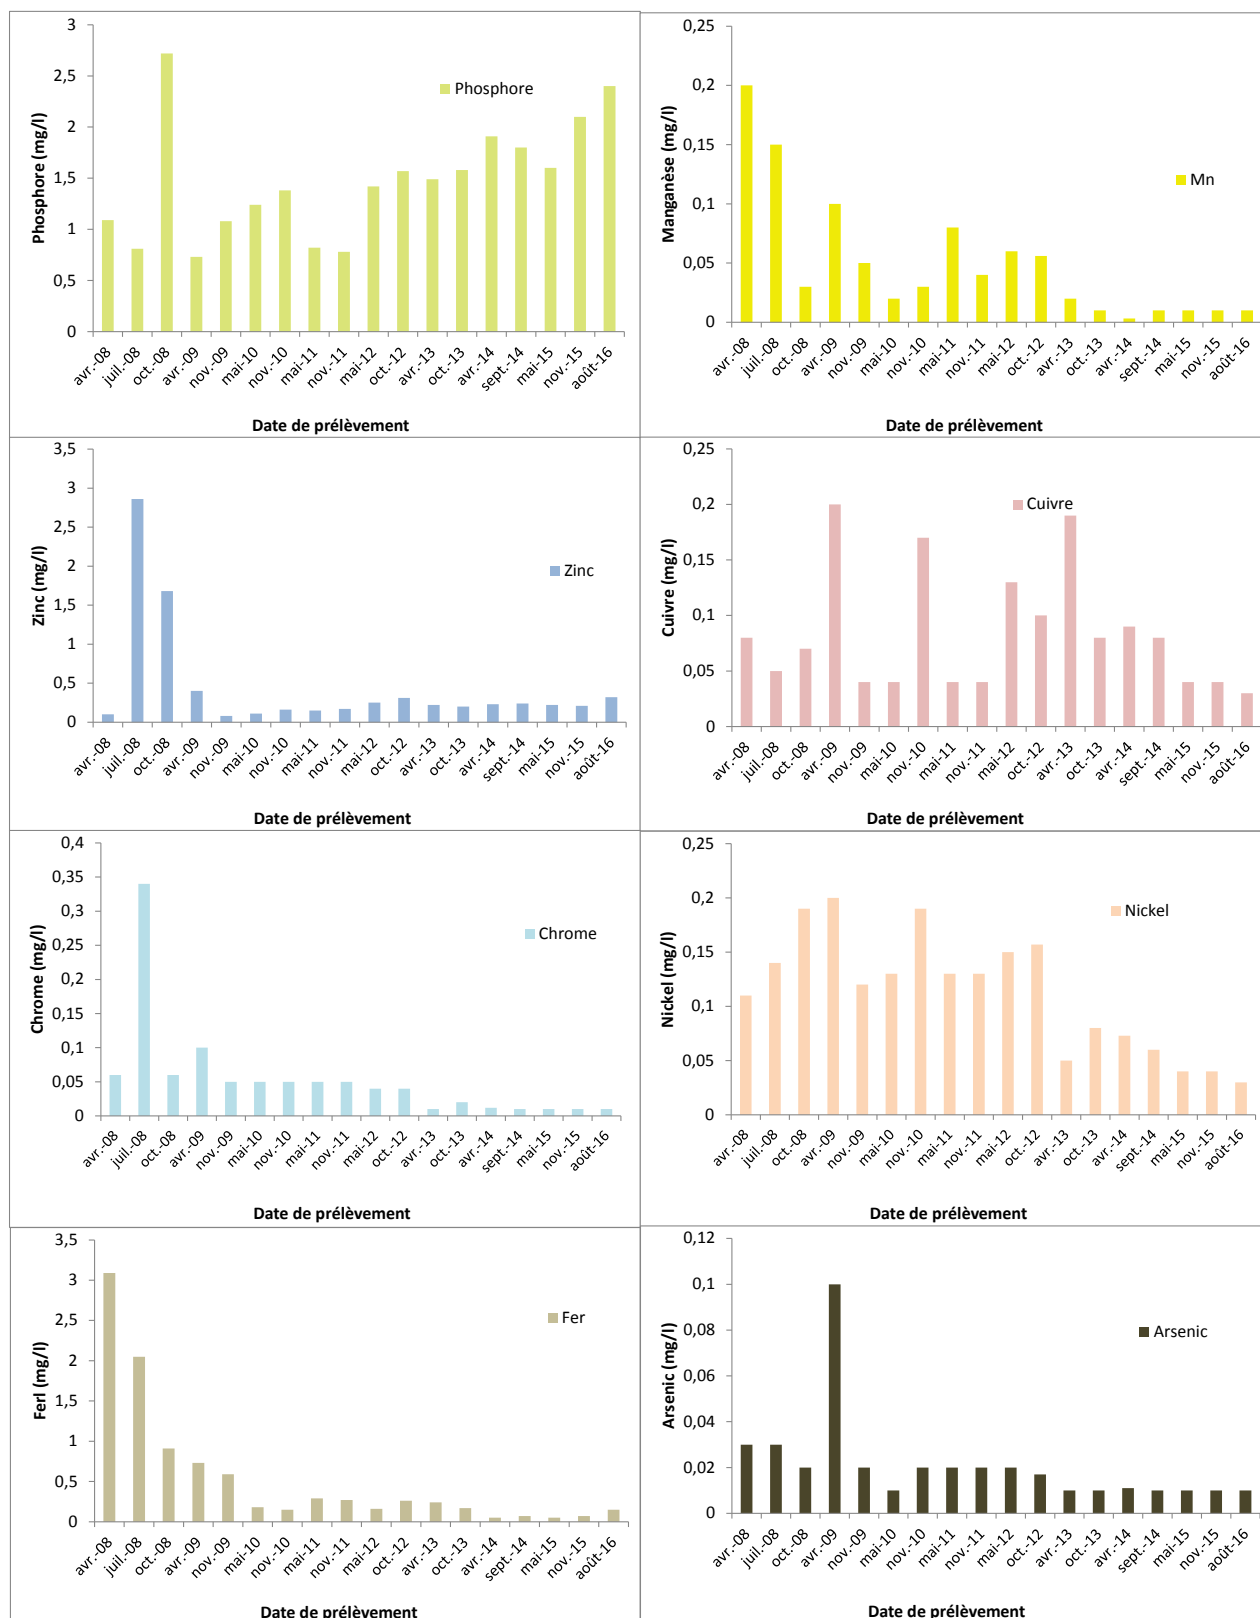 Phosphore (mg/l)
3
2,5
2
1,5
1
0,5
0
Phosphore
avr.-08
juil.-08
oct.-08
avr.-09
nov.-09
mai-10
nov.-10
mai-11
nov.-11
mai-12
oct.-12
avr.-13
oct.-13
avr.-14
sept.-14
mai-15
nov.-15
août-16
Date de prélèvement
Manganèse (mg/l)
0,25
0,2
0,15
0,1
0,05
0
Mn
avr.-08
juil.-08
oct.-08
avr.-09
nov.-09
mai-10
nov.-10
mai-11
nov.-11
mai-12
oct.-12
avr.-13
oct.-13
avr.-14
sept.-14
mai-15
nov.-15
août-16
Date de prélèvement
Zinc (mg/l)
3,5
3
2,5
2
1,5
1
0,5
0
Zinc
avr.-08
juil.-08
oct.-08
avr.-09
nov.-09
mai-10
nov.-10
mai-11
nov.-11
mai-12
oct.-12
avr.-13
oct.-13
avr.-14
sept.-14
mai-15
nov.-15
août-16
Date de prélèvement
Cuivre (mg/l)
0,25
0,2
0,15
0,1
0,05
0
Cuivre
avr.-08
juil.-08
oct.-08
avr.-09
nov.-09
mai-10
nov.-10
mai-11
nov.-11
mai-12
oct.-12
avr.-13
oct.-13
avr.-14
sept.-14
mai-15
nov.-15
août-16
Date de prélèvement
Chrome (mg/l)
0,4
0,35
0,3
0,25
0,2
0,15
0,1
0,05
0
Chrome
avr.-08
juil.-08
oct.-08
avr.-09
nov.-09
mai-10
nov.-10
mai-11
nov.-11
mai-12
oct.-12
avr.-13
oct.-13
avr.-14
sept.-14
mai-15
nov.-15
août-16
Date de prélèvement
Nickel (mg/l)
0,25
0,2
0,15
0,1
0,05
0
Nickel
avr.-08
juil.-08
oct.-08
avr.-09
nov.-09
mai-10
nov.-10
mai-11
nov.-11
mai-12
oct.-12
avr.-13
oct.-13
avr.-14
sept.-14
mai-15
nov.-15
août-16
Date de prélèvement
Ferl (mg/l)
3,5
3
2,5
2
1,5
1
0,5
0
Fer
avr.-08
juil.-08
oct.-08
avr.-09
nov.-09
mai-10
nov.-10
mai-11
nov.-11
mai-12
oct.-12
avr.-13
oct.-13
avr.-14
sept.-14
mai-15
nov.-15
août-16
Date de prélèvement
Arsenic (mg/l)
0,12
0,1
0,08
0,06
0,04
0,02
0
Arsenic
avr.-08
juil.-08
oct.-08
avr.-09
nov.-09
mai-10
nov.-10
mai-11
nov.-11
mai-12
oct.-12
avr.-13
oct.-13
avr.-14
sept.-14
mai-15
nov.-15
août-16
Date de prélèvement